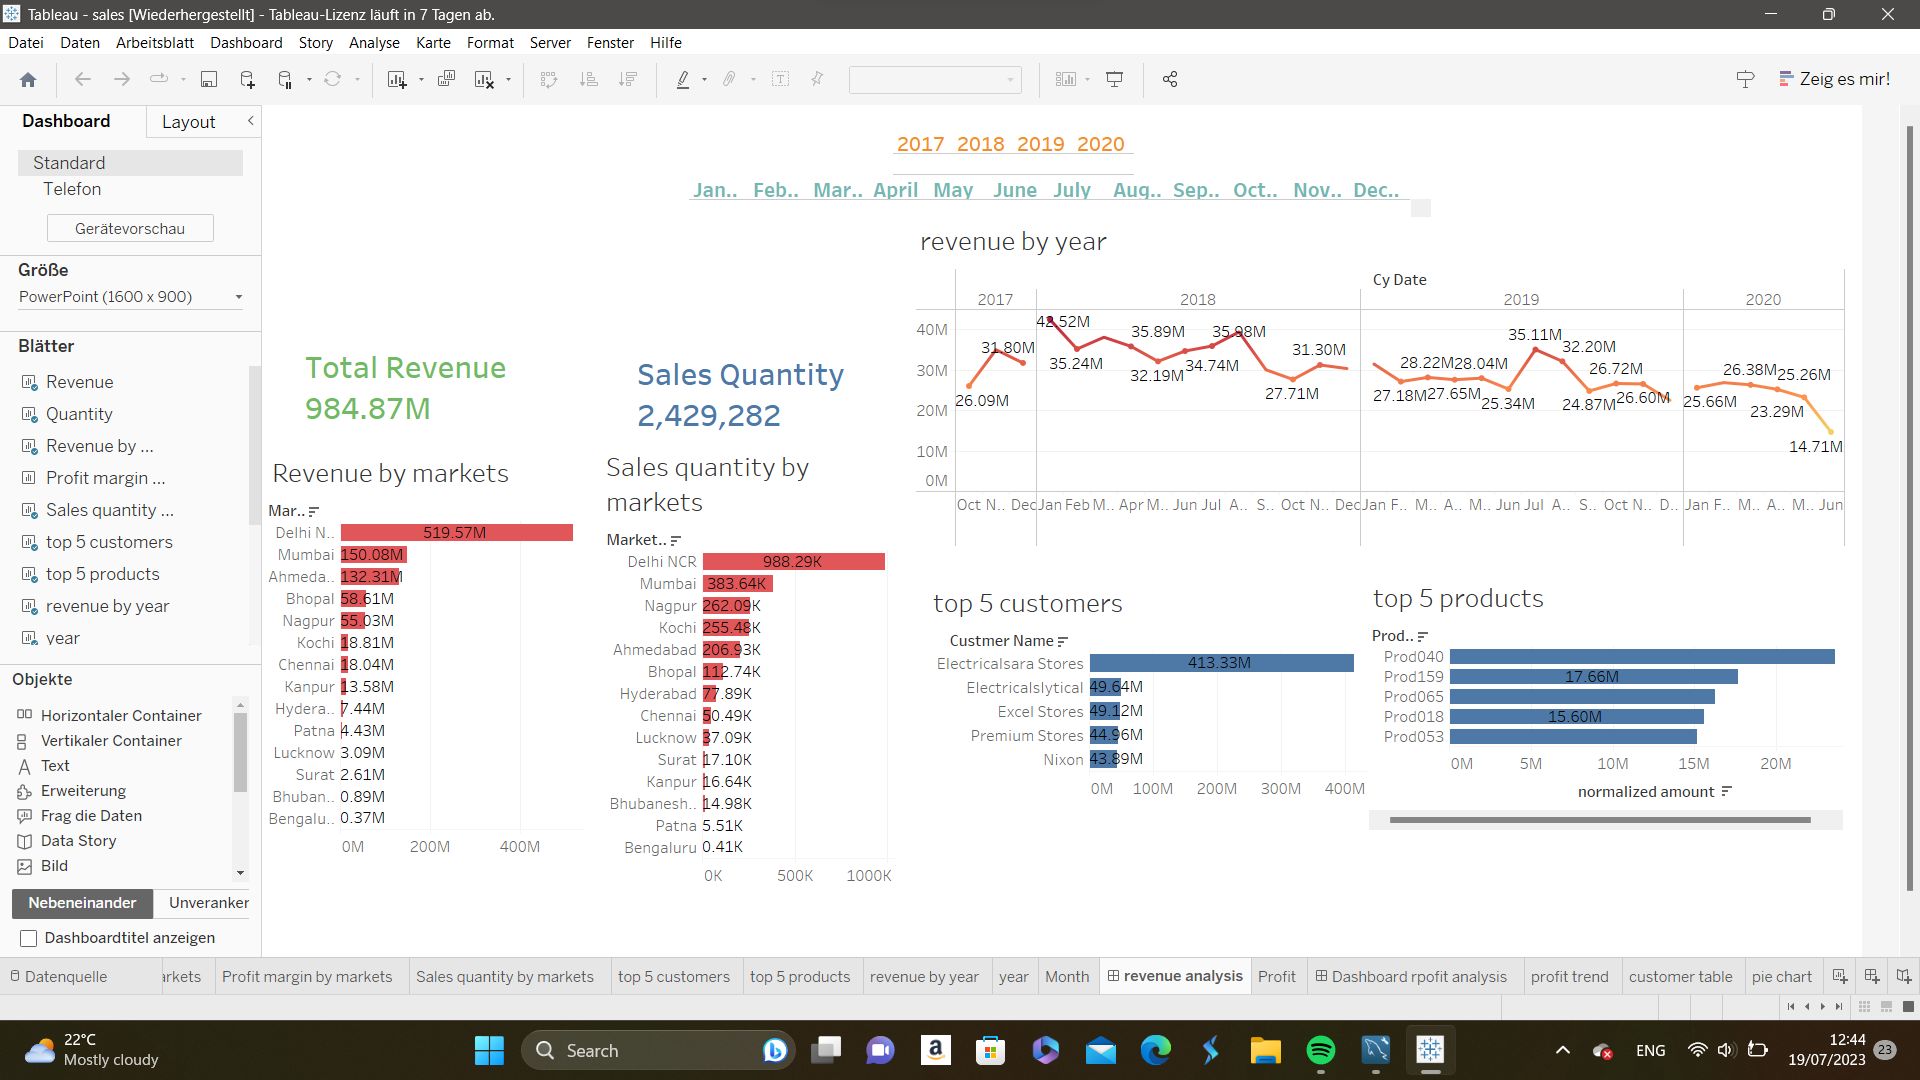 Tableau - sales [Wiederhergestellt] - Tableau-Lizenz läuft in 7 Tagen ab.
Datei Daten Arbeitsblatt Dashboard Story Analyse Karte Format Server Fenster Hilfe
Zeig es mir!
Dashboard Layout
Standard
Telefon
Gerätevorschau
Größe
PowerPoint (1600 x 900)
Blätter
Revenue
Quantity
Revenue by ...
Profit margin ...
Sales quantity ...
top 5 customers
top 5 products
revenue by year
year
Objekte
Horizontaler Container
Vertikaler Container
Text
Erweiterung
Frag die Daten
Data Story
Bild
Nebeneinander Unveranker
Dashboardtitel anzeigen
2017 2018 2019 2020
Jan.. Feb.. Mar.. April May June July Aug.. Sep.. Oct.. Nov.. Dec..
Total Revenue
984.87M
Sales Quantity
2,429,282
Revenue by markets
Mar..
Delhi N.. 519.57M
Mumbai 150.08M
Ahmeda.. 132.31M
Bhopal 58.61M
Nagpur 55.03M
Kochi 18.81M
Chennai 18.04M
Kanpur 13.58M
Hydera.. 7.44M
Patna 4.43M
Lucknow 3.09M
Surat 2.61M
Bhuban.. 0.89M
Bengalu.. 0.37M
0M 200M 400M
Sales quantity by
markets
Market..
Delhi NCR 988.29K
Mumbai 383.64K
Nagpur 262.09K
Kochi 255.48K
Ahmedabad 206.93K
Bhopal 112.74K
Hyderabad 77.89K
Chennai 50.49K
Lucknow 37.09K
Surat 17.10K
Kanpur 16.64K
Bhubanesh.. 14.98K
Patna 5.51K
Bengaluru 0.41K
0K 500K 1000K
revenue by year
Cy Date
2017 2018 2019 2020
40M
30M
20M
10M
0M
26.09M 31.80M 42.52M 35.24M 35.89M 32.19M 34.74M 35.98M 27.71M 31.30M
27.18M 28.22M 27.65M 28.04M 25.34M 35.11M 32.20M 24.87M 26.72M 26.60M
25.66M 26.38M 23.29M 25.26M 14.71M
Oct N.. Dec Jan Feb M.. Apr M.. Jun Jul A.. S.. Oct N.. Dec Jan F.. M.. A.. M.. Jun Jul A.. S.. Oct N.. D.. Jan F.. M.. A.. M.. Jun
top 5 customers
Custmer Name
Electricalsara Stores 413.33M
Electricalslytical 49.64M
Excel Stores 49.12M
Premium Stores 44.96M
Nixon 43.89M
0M 100M 200M 300M 400M
top 5 products
Prod..
Prod040
Prod159 17.66M
Prod065
Prod018 15.60M
Prod053
0M 5M 10M 15M 20M
normalized amount
Datenquelle arkets Profit margin by markets Sales quantity by markets top 5 customers top 5 products revenue by year year Month revenue analysis Profit Dashboard rpofit analysis profit trend customer table pie chart
22°C
Mostly cloudy
Search
ENG
12:44
19/07/2023
23